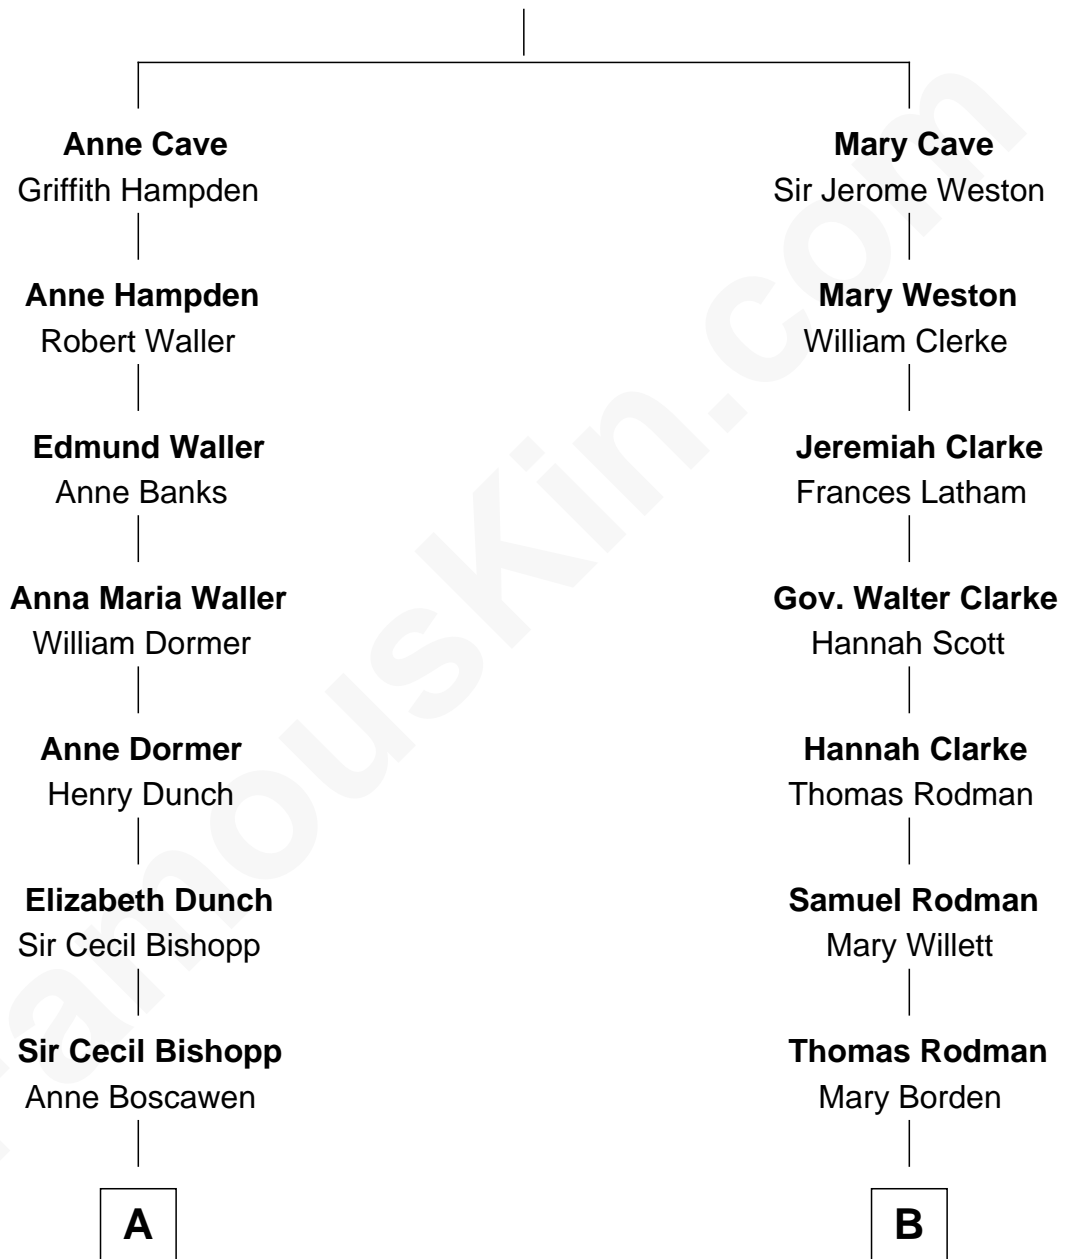 Anne Cave
Griffith Hampden
Anne Hampden
Robert Waller
Edmund Waller
Anne Banks
Anna Maria Waller
William Dormer
Anne Dormer
Henry Dunch
Elizabeth Dunch
Sir Cecil Bishopp
Sir Cecil Bishopp
Anne Boscawen
A
Mary Cave
Sir Jerome Weston
Mary Weston
William Clerke
Jeremiah Clarke
Frances Latham
Gov. Walter Clarke
Hannah Scott
Hannah Clarke
Thomas Rodman
Samuel Rodman
Mary Willett
Thomas Rodman
Mary Borden
B
FamousKin.com